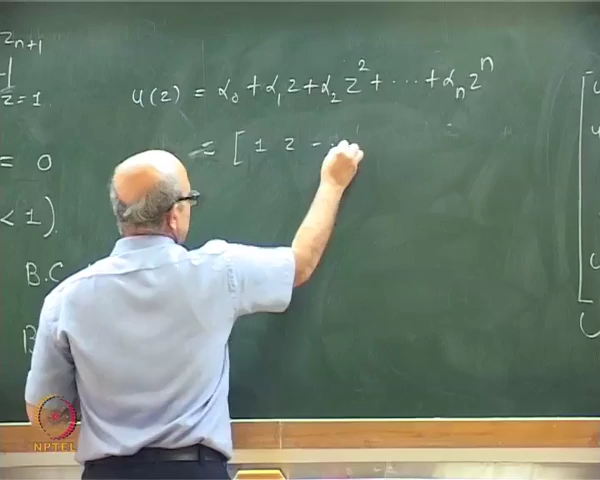 z_{n+1}
z=1.
u(z) = α_0 + α_1 z + α_2 z^2 + ⋯ + α_n z^n
= [ 1 z - -
= 0
< 1).
B.C.
B
NPTEL